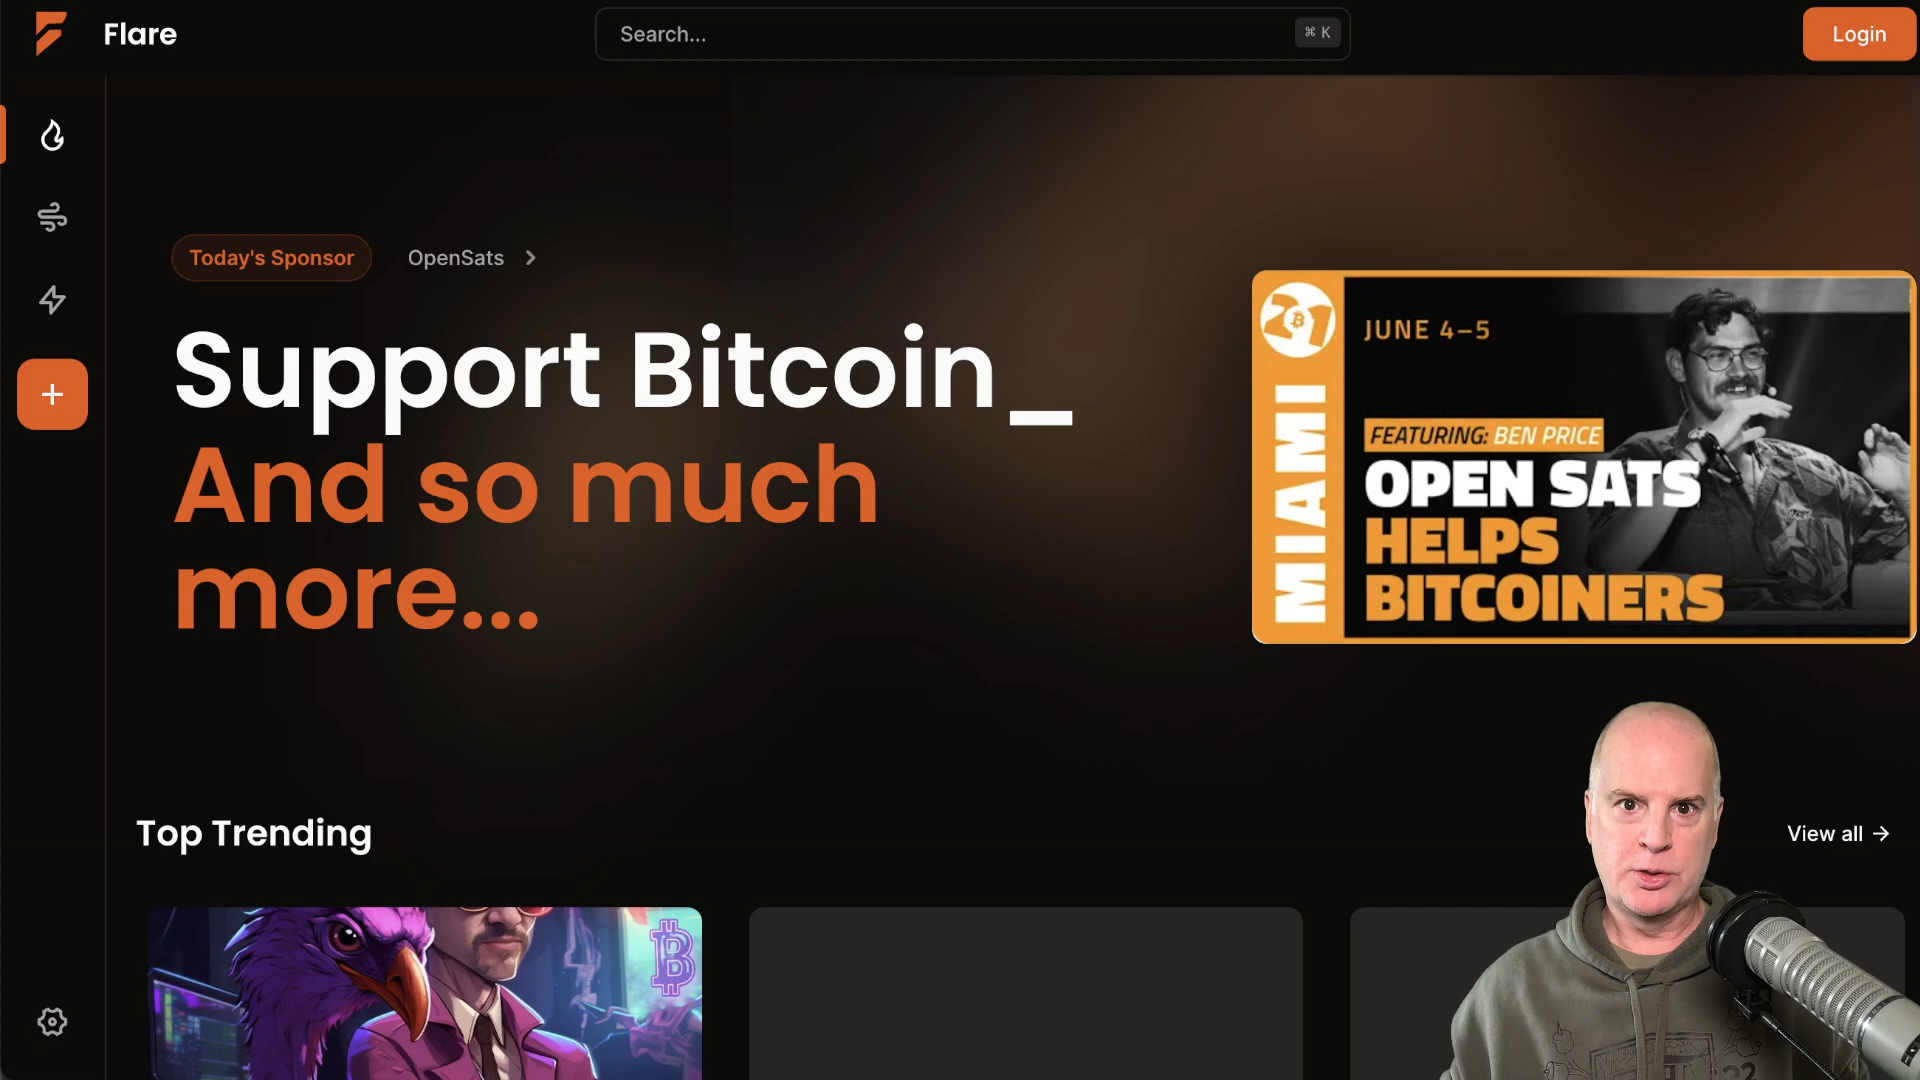 Flare
Search...
⌘ K
Login
Today's Sponsor
OpenSats
Support Bitcoin_
And so much
more...
21
MIAMI
JUNE 4–5
FEATURING: BEN PRICE
OPEN SATS
HELPS
BITCOINERS
Top Trending
View all →